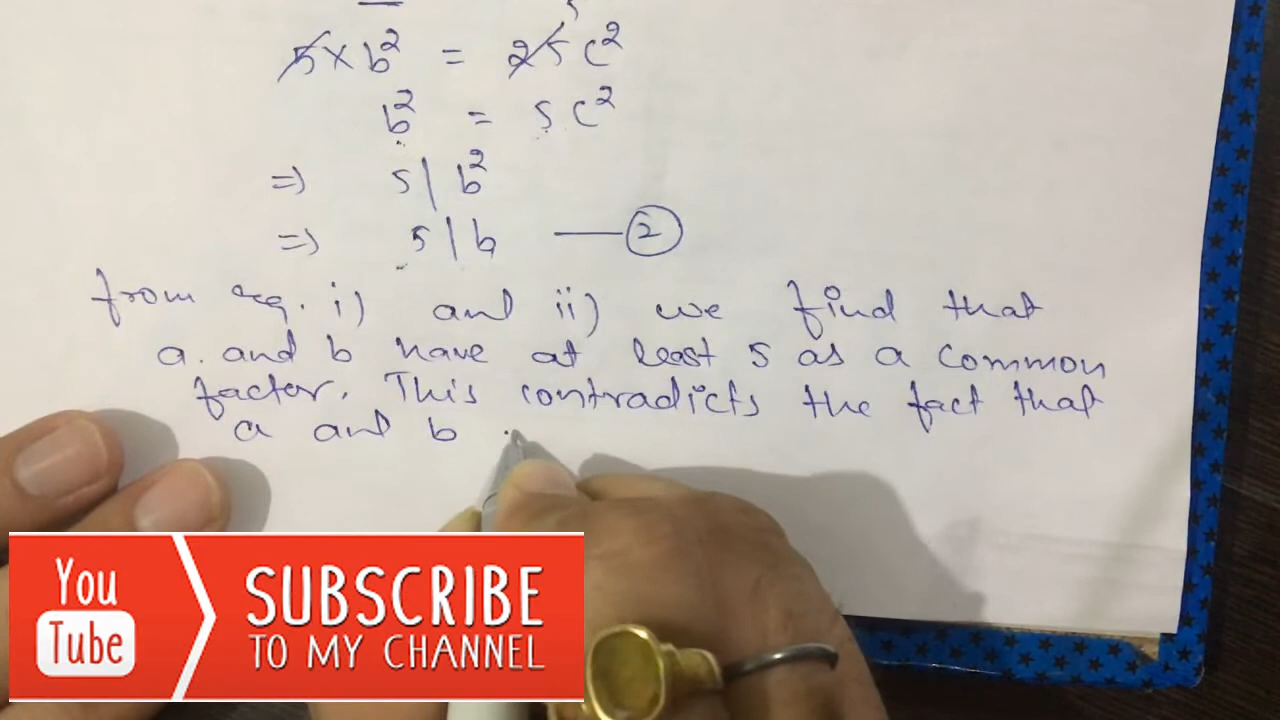 5 × b² = 25 c²
b² = 5 c²
=> 5 | b²
=> 5 | b — 2
from eq. i) and ii) we find that
a and b have at least 5 as a common
factor. This contradicts the fact that
a and b
You Tube
SUBSCRIBE
TO MY CHANNEL